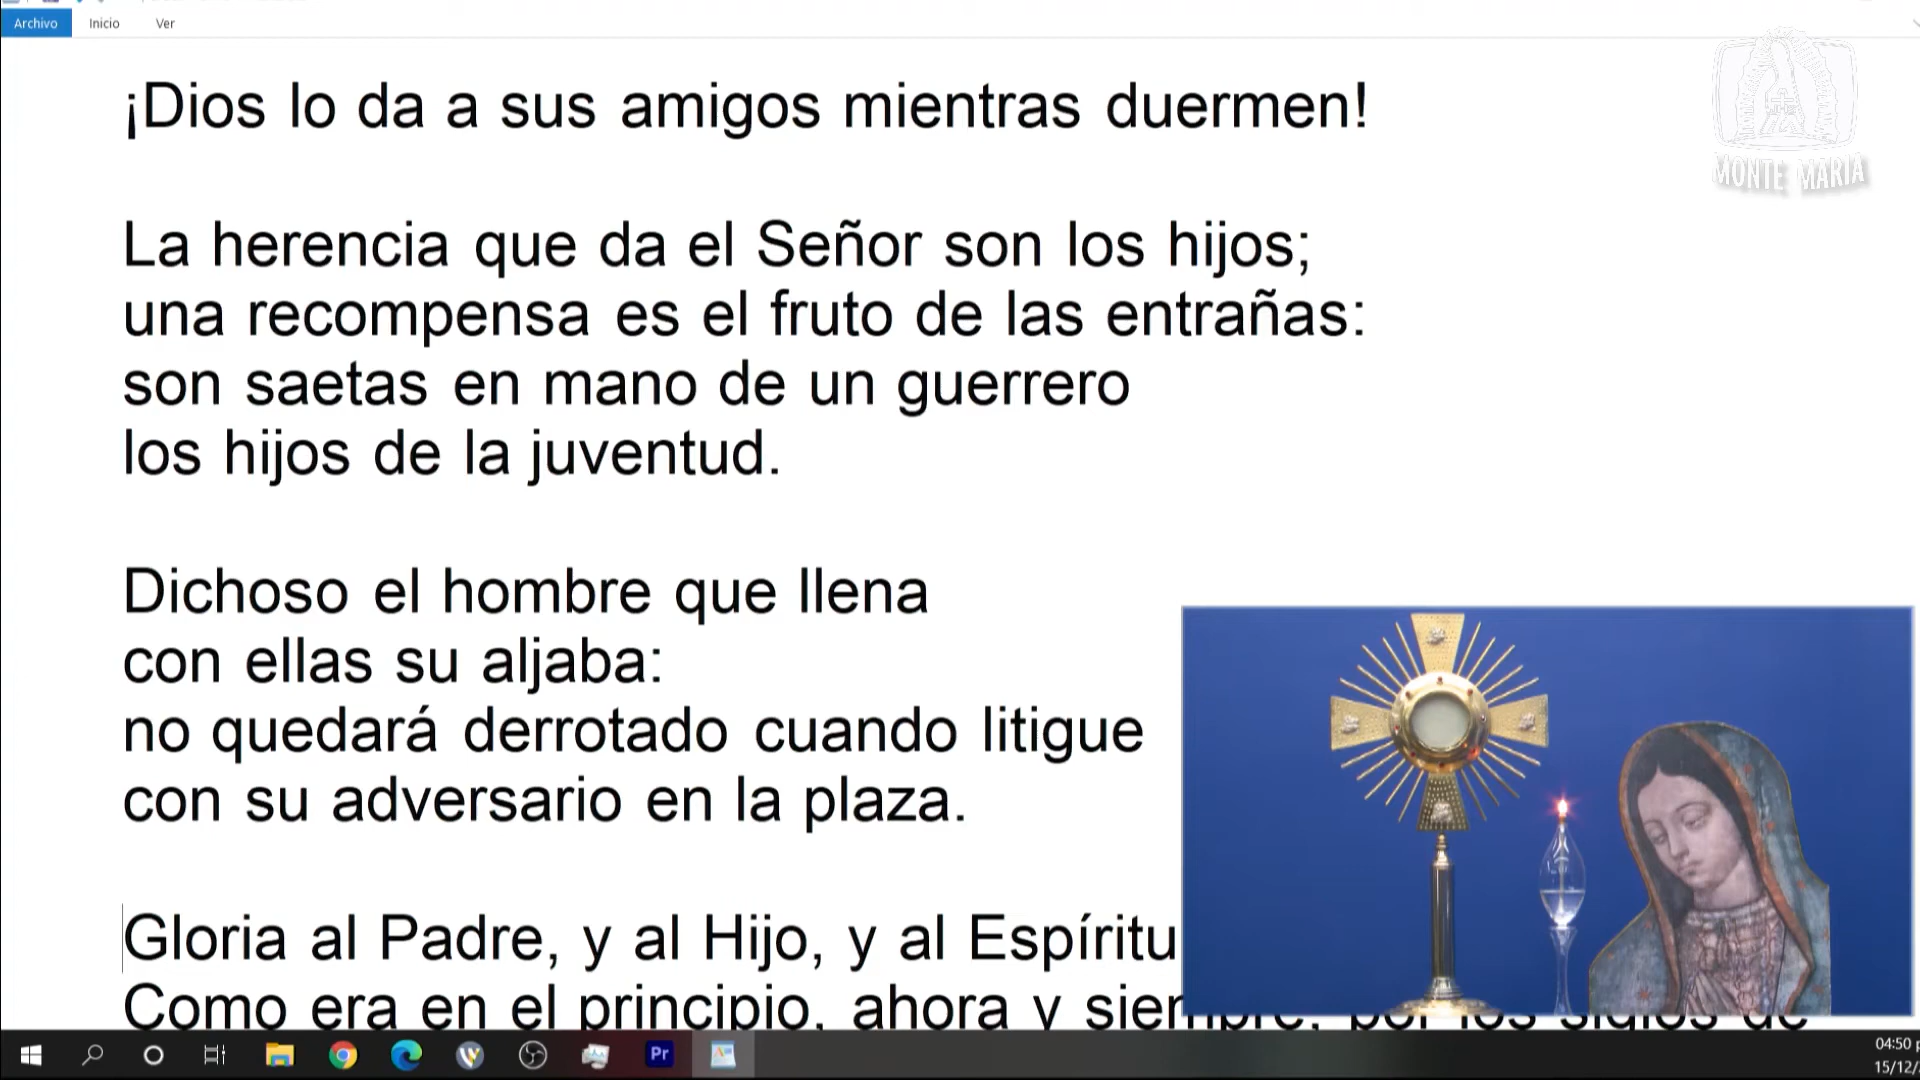 Archivo Inicio Ver
¡Dios lo da a sus amigos mientras duermen!
MONTE MARIA
La herencia que da el Señor son los hijos;
una recompensa es el fruto de las entrañas:
son saetas en mano de un guerrero
los hijos de la juventud.
Dichoso el hombre que llena
con ellas su aljaba:
no quedará derrotado cuando litigue
con su adversario en la plaza.
Gloria al Padre, y al Hijo, y al Espíritu
Como era en el principio, ahora y siempre, por los siglos de
Pr
04:50 p
15/12/